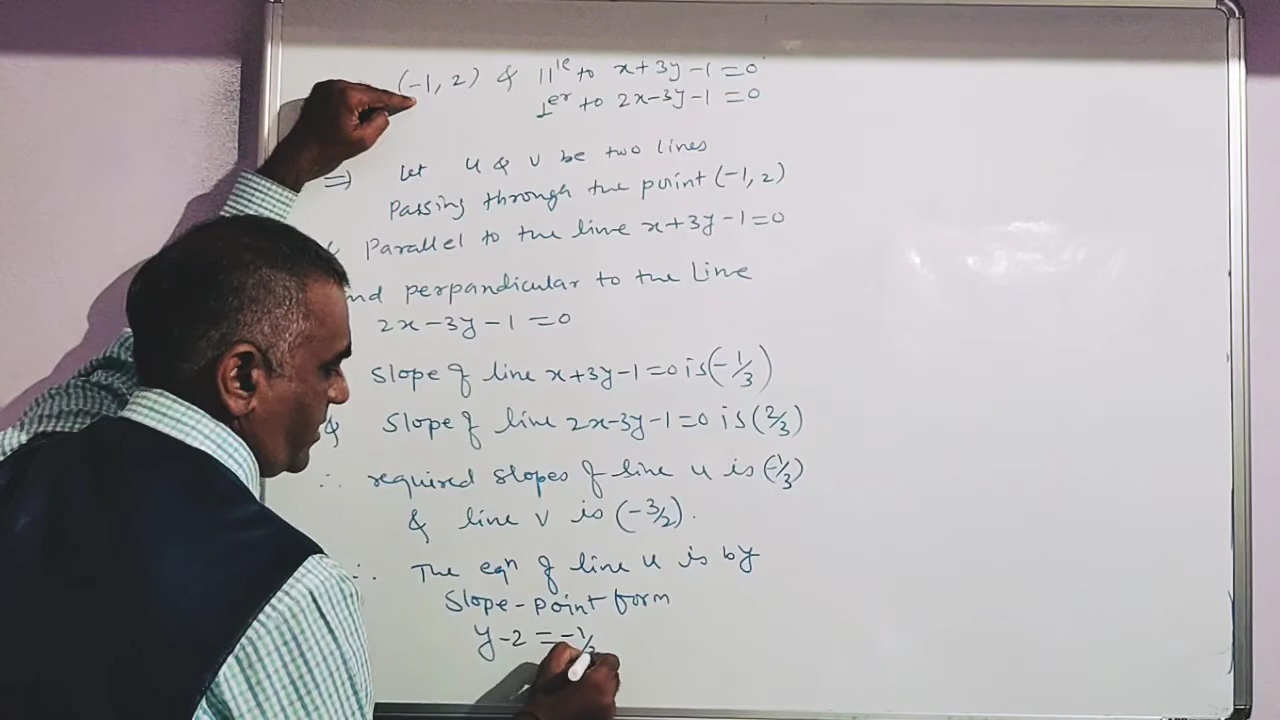 (-1, 2) & ||le to x+3y-1=0
⊥er to 2x-3y-1=0
⇒ Let u & v be two lines
passing through the point (-1, 2)
parallel to the line x+3y-1=0
nd perpandicular to the Line
2x-3y-1=0
slope of line x+3y-1=0 is (-1/3)
& slope of line 2x-3y-1=0 is (2/3)
∴ required slopes of line u is (-1/3)
& line v is (-3/2).
∴ The eqn of line u is by
slope-point form
y-2=-1/